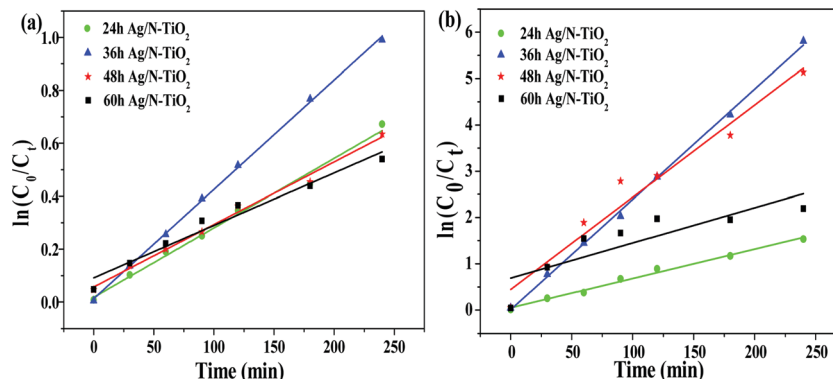 (a)
24h Ag/N-TiO₂
36h Ag/N-TiO₂
48h Ag/N-TiO₂
60h Ag/N-TiO₂
ln(C₀/Cₜ)
1.0
0.8
0.6
0.4
0.2
0.0
0 50 100 150 200 250
Time (min)
(b)
24h Ag/N-TiO₂
36h Ag/N-TiO₂
48h Ag/N-TiO₂
60h Ag/N-TiO₂
ln(C₀/Cₜ)
6
5
4
3
2
1
0
0 50 100 150 200 250
Time (min)